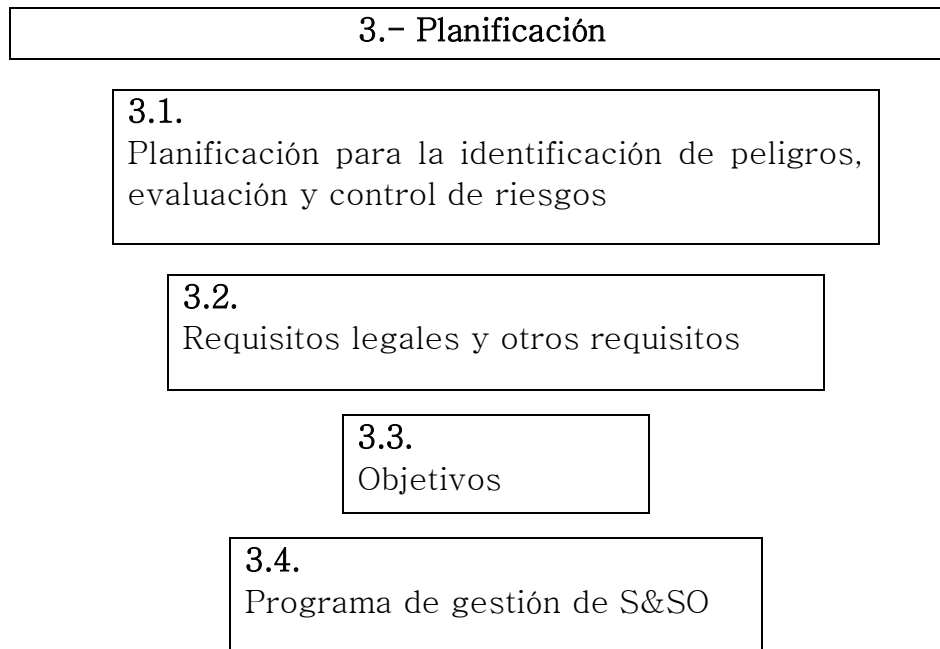 3.- Planificación
3.1.
Planificación para la identificación de peligros,
evaluación y control de riesgos
3.2.
Requisitos legales y otros requisitos
3.3.
Objetivos
3.4.
Programa de gestión de S&SO